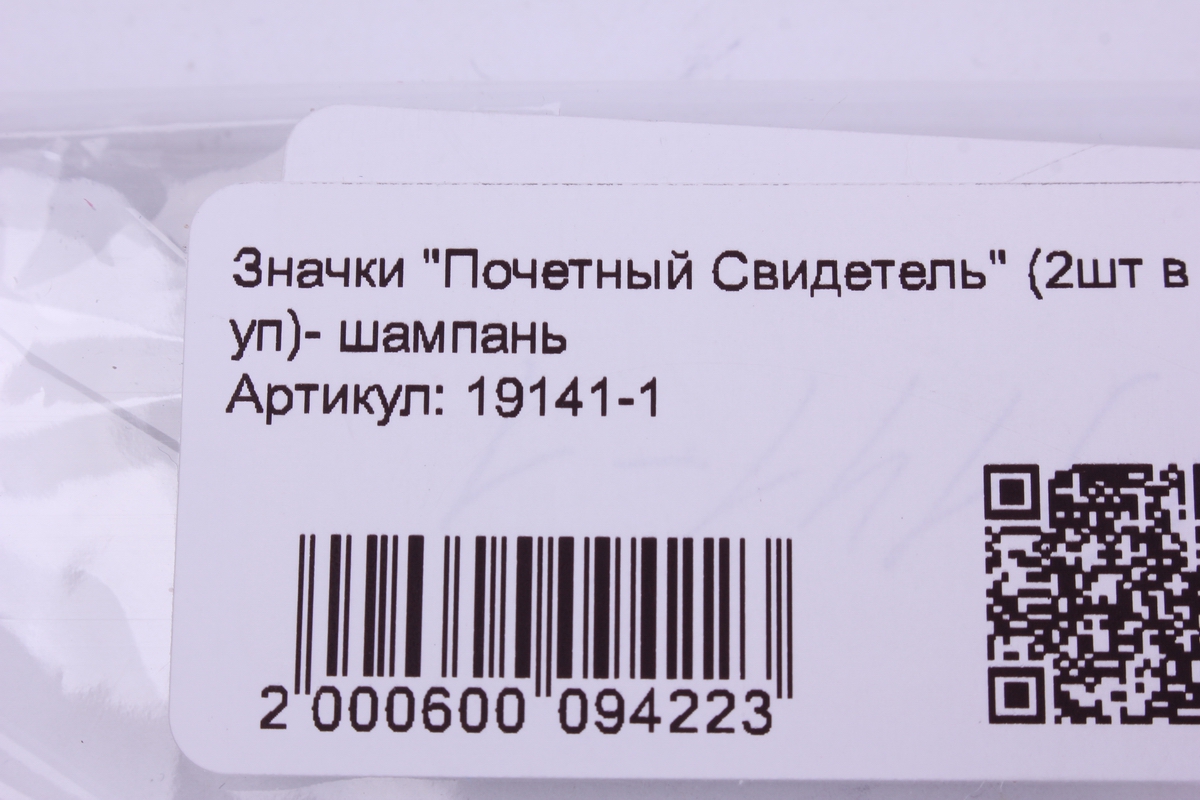 Значки "Почетный Свидетель" (2шт в
уп)- шампань
Артикул: 19141-1
2 000600 094223